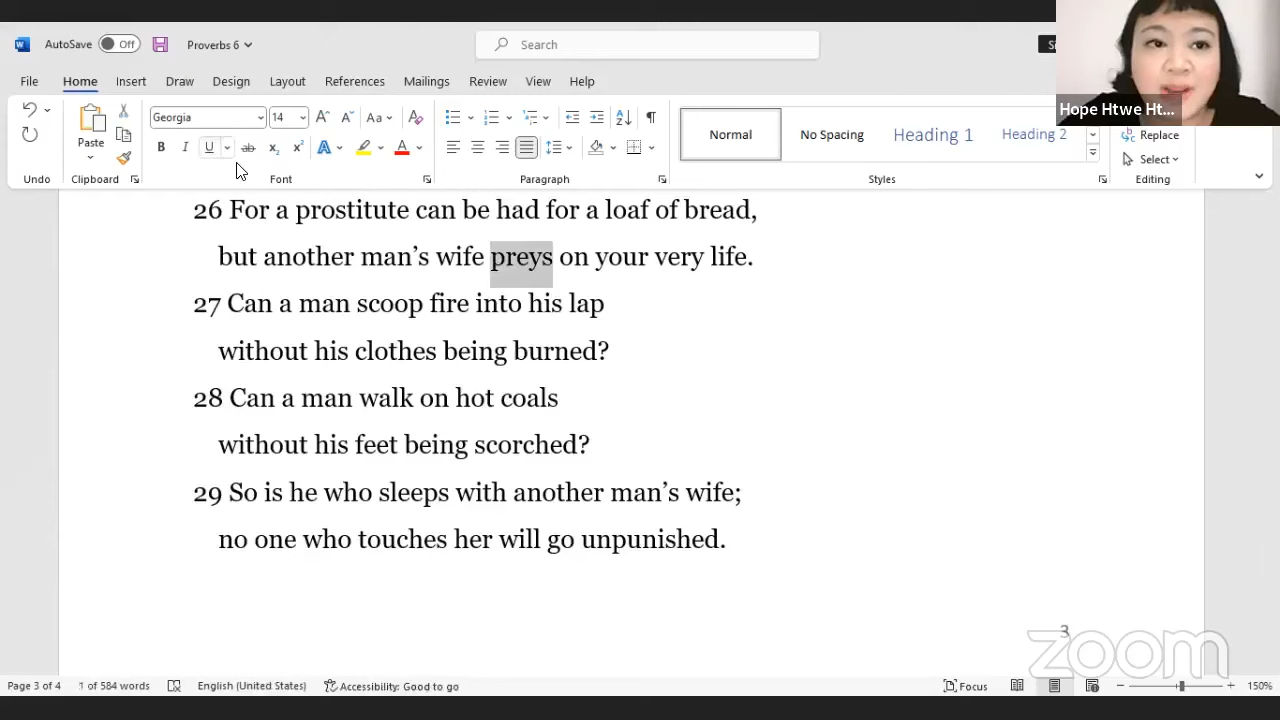 AutoSave Off Proverbs 6 Search
Hope Htwe Ht...
File Home Insert Draw Design Layout References Mailings Review View Help
Georgia 14 Aa
Paste
Normal No Spacing Heading 1 Heading 2
Replace
Select
Undo Clipboard Font Paragraph Styles Editing
26 For a prostitute can be had for a loaf of bread,
but another man’s wife preys on your very life.
27 Can a man scoop fire into his lap
without his clothes being burned?
28 Can a man walk on hot coals
without his feet being scorched?
29 So is he who sleeps with another man’s wife;
no one who touches her will go unpunished.
3
zoom
Page 3 of 4 1 of 584 words English (United States) Accessibility: Good to go Focus 150%